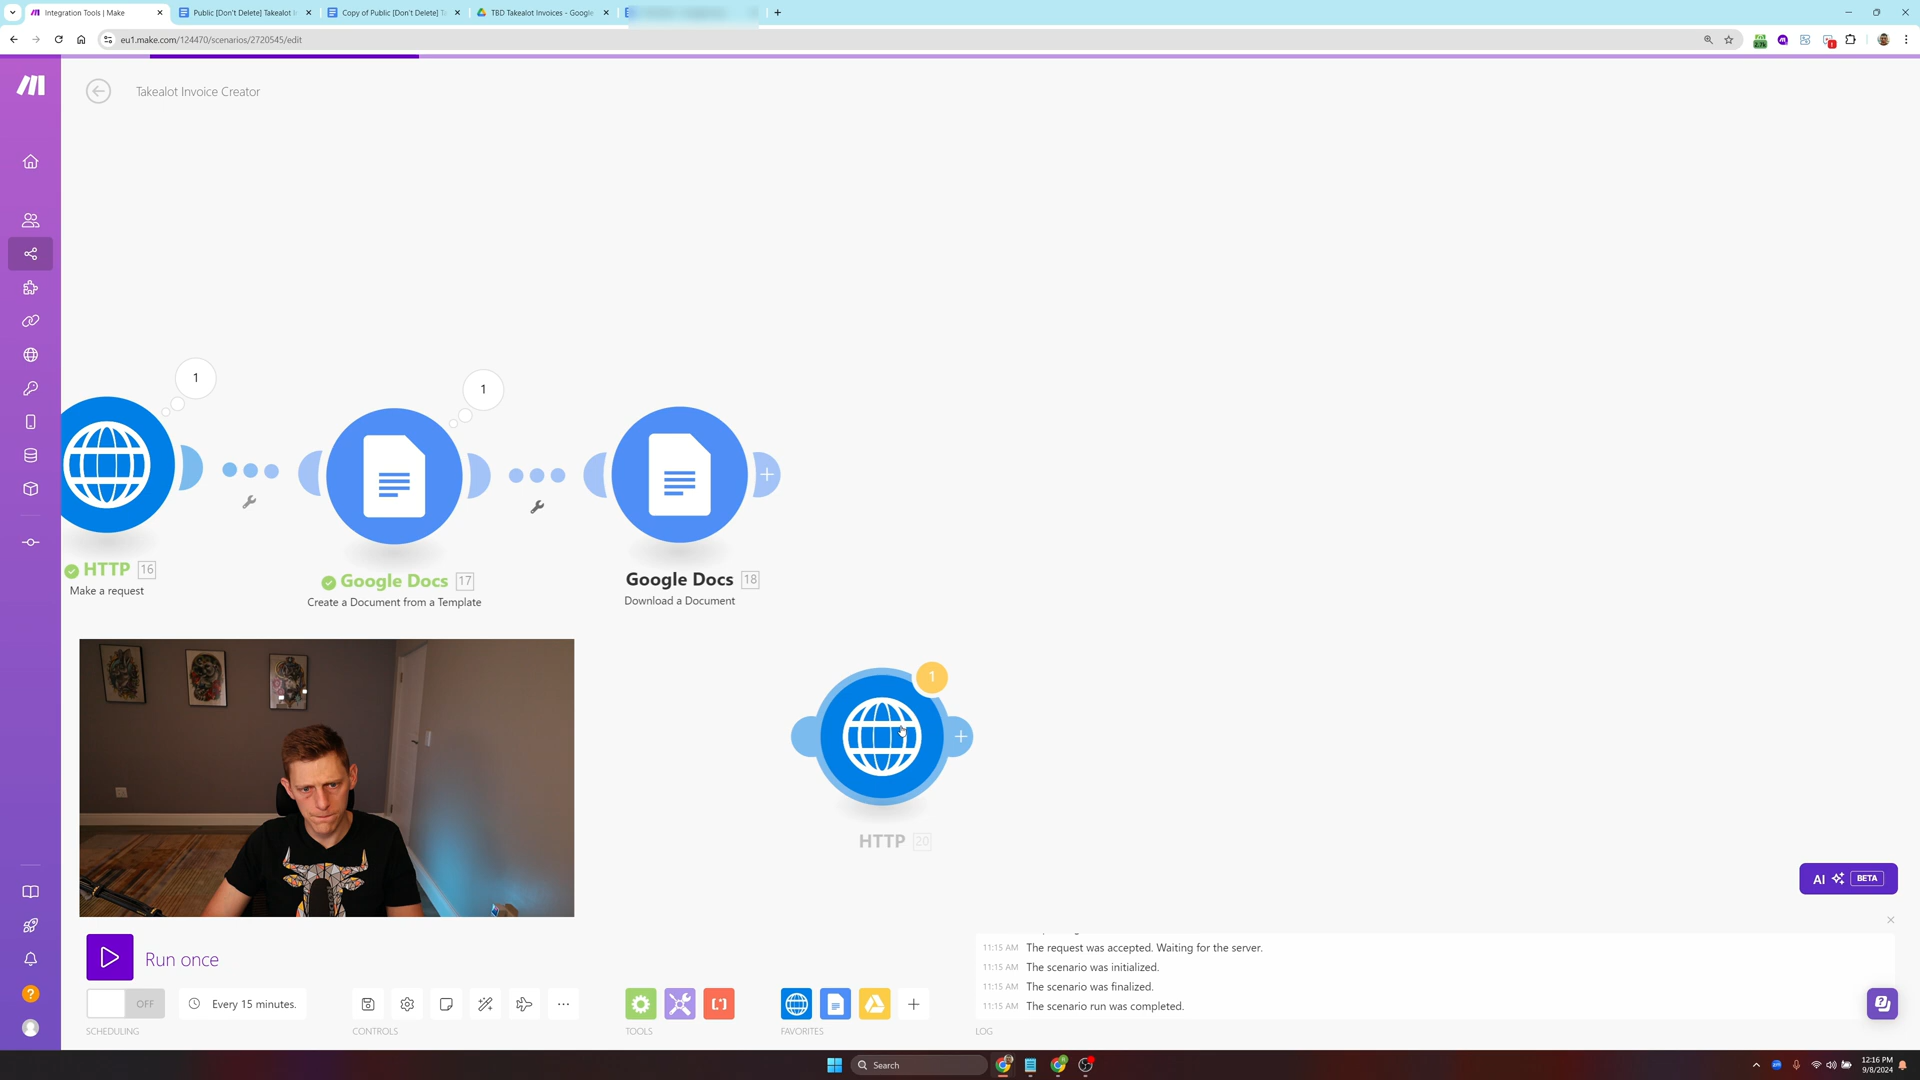 Integration Tools | Make
Public [Don't Delete] Takealot I
Copy of Public [Don't Delete] T
TBD Takealot Invoices - Google
eu1.make.com/124470/scenarios/2720545/edit
Takealot Invoice Creator
1
1
HTTP 16
Make a request
Google Docs 17
Create a Document from a Template
Google Docs 18
Download a Document
1
HTTP 20
AI BETA
Run once
OFF
Every 15 minutes.
SCHEDULING
CONTROLS
TOOLS
FAVORITES
11:15 AM The request was accepted. Waiting for the server.
11:15 AM The scenario was initialized.
11:15 AM The scenario was finalized.
11:15 AM The scenario run was completed.
LOG
Search
12:16 PM
9/8/2024